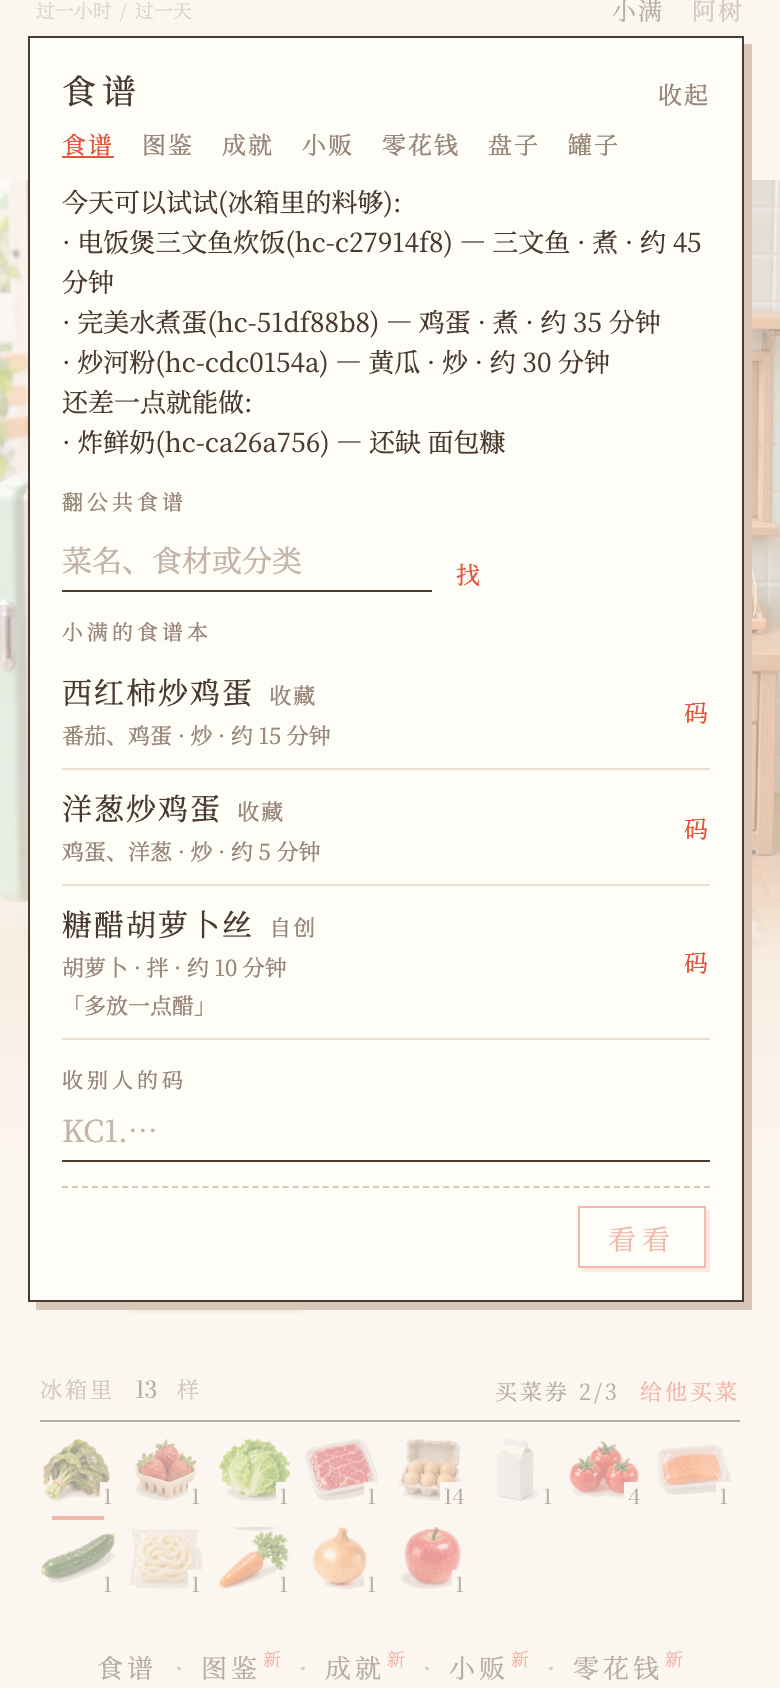 过一小时 / 过一天
小满 阿树
食谱
收起
食谱 图鉴 成就 小贩 零花钱 盘子 罐子
今天可以试试(冰箱里的料够):
· 电饭煲三文鱼炊饭(hc-c27914f8) — 三文鱼 · 煮 · 约 45
分钟
· 完美水煮蛋(hc-51df88b8) — 鸡蛋 · 煮 · 约 35 分钟
· 炒河粉(hc-cdc0154a) — 黄瓜 · 炒 · 约 30 分钟
还差一点就能做:
· 炸鲜奶(hc-ca26a756) — 还缺 面包糠
翻公共食谱
菜名、食材或分类
找
小满的食谱本
西红柿炒鸡蛋 收藏
番茄、鸡蛋 · 炒 · 约 15 分钟
码
洋葱炒鸡蛋 收藏
鸡蛋、洋葱 · 炒 · 约 5 分钟
码
糖醋胡萝卜丝 自创
胡萝卜 · 拌 · 约 10 分钟
「多放一点醋」
码
收别人的码
KC1.···
看看
冰箱里 13 样
买菜券 2/3 给他买菜
1 1 1 1 14 1 4 1
1 1 1 1 1
食谱 · 图鉴新 · 成就新 · 小贩新 · 零花钱新